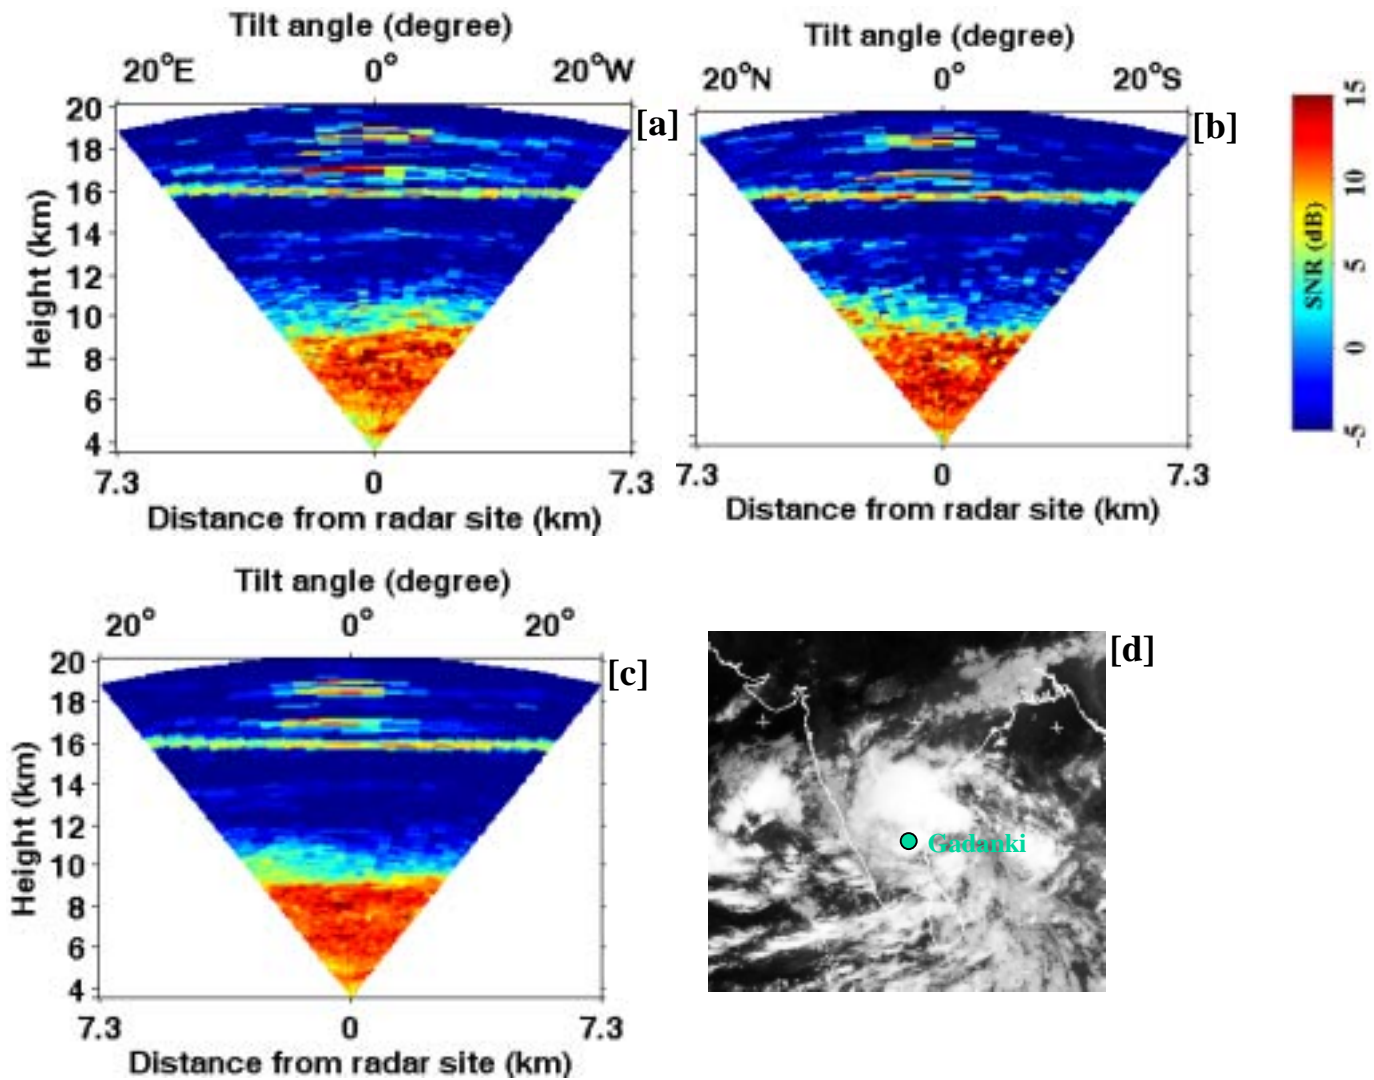 Tilt angle (degree)
20°E 0° 20°W
20
18
16
14
12
10
8
6
4
Height (km)
7.3 0 7.3
Distance from radar site (km)
[a]
Tilt angle (degree)
20°N 0° 20°S
7.3 0 7.3
Distance from radar site (km)
[b]
15
10
5
0
-5
SNR (dB)
Tilt angle (degree)
20° 0° 20°
20
18
16
14
12
10
8
6
4
Height (km)
7.3 0 7.3
Distance from radar site (km)
[c]
[d]
Gadanki